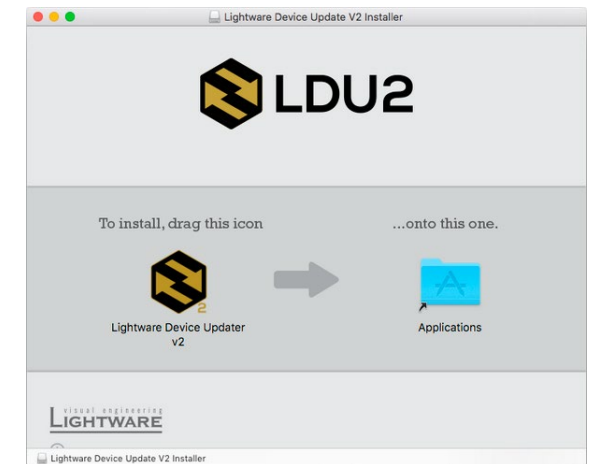 Lightware Device Update V2 Installer
LDU2
To install, drag this icon
...onto this one.
2
Lightware Device Updater
v2
Applications
visual engineering
LIGHTWARE
Lightware Device Update V2 Installer